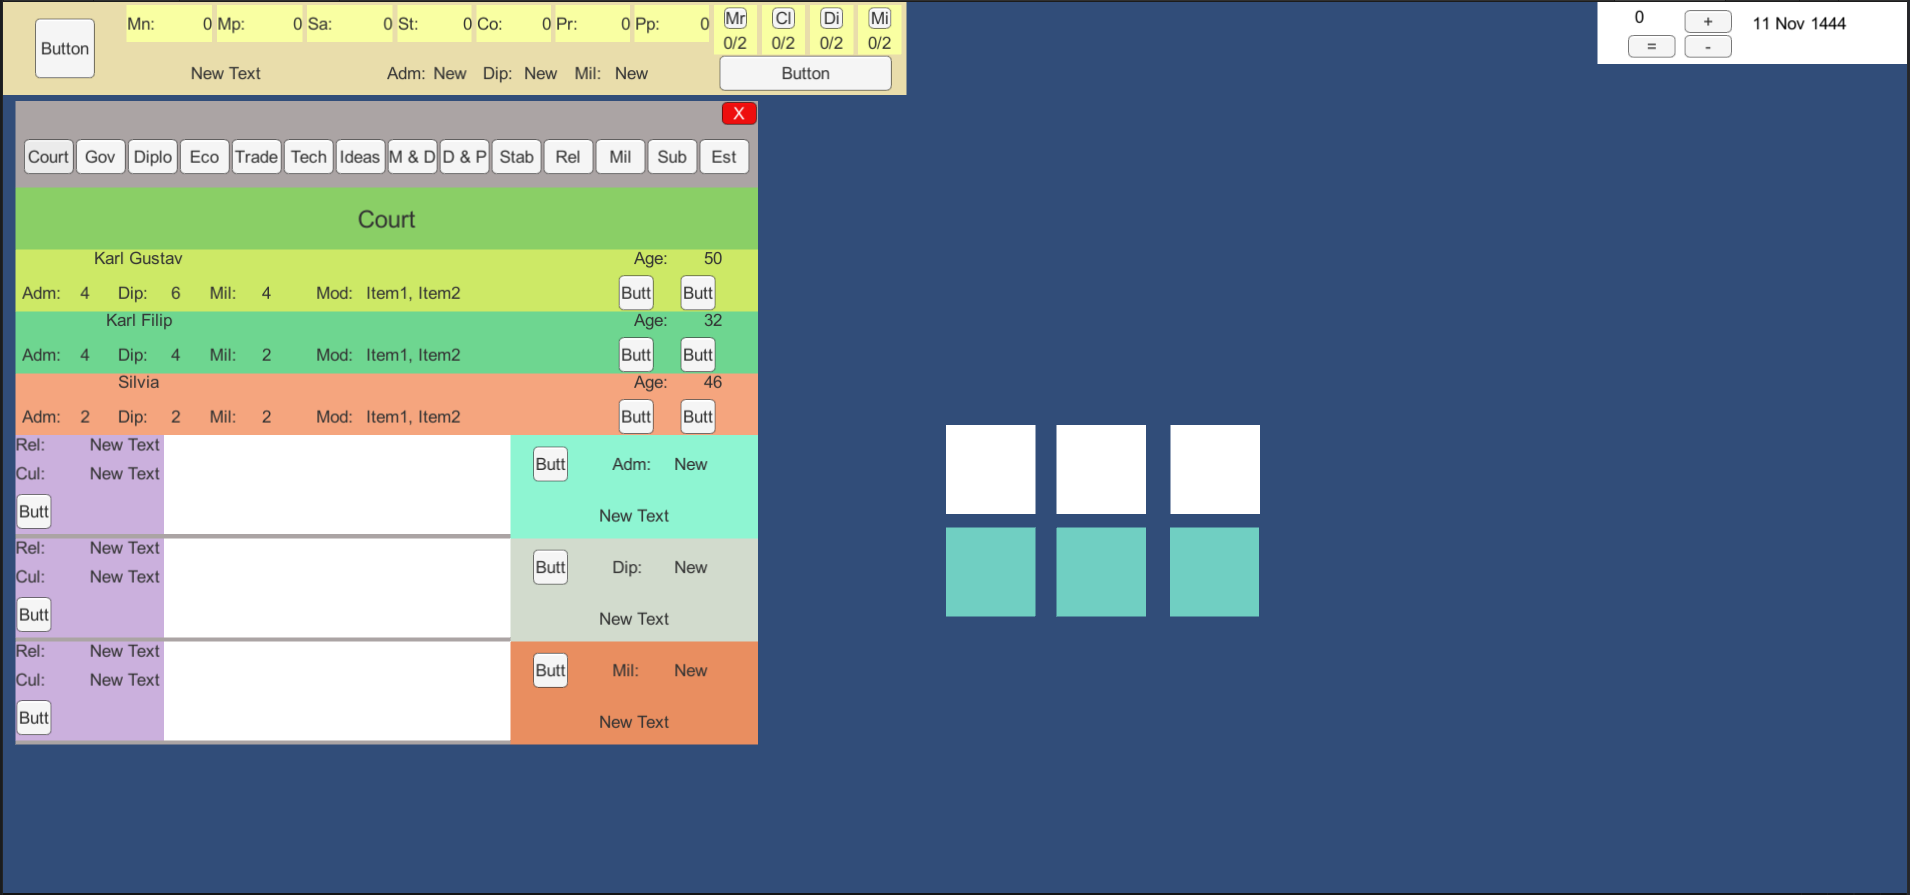 Button
Mn: 0 Mp: 0 Sa: 0 St: 0 Co: 0 Pr: 0 Pp: 0
Mr Cl Di Mi
0/2 0/2 0/2 0/2
New Text Adm: New Dip: New Mil: New Button
0 + 11 Nov 1444
= -
X
Court Gov Diplo Eco Trade Tech Ideas M & D D & P Stab Rel Mil Sub Est
Court
Karl Gustav Age: 50
Adm: 4 Dip: 6 Mil: 4 Mod: Item1, Item2 Butt Butt
Karl Filip Age: 32
Adm: 4 Dip: 4 Mil: 2 Mod: Item1, Item2 Butt Butt
Silvia Age: 46
Adm: 2 Dip: 2 Mil: 2 Mod: Item1, Item2 Butt Butt
Rel: New Text
Cul: New Text
Butt
Butt Adm: New
New Text
Rel: New Text
Cul: New Text
Butt
Butt Dip: New
New Text
Rel: New Text
Cul: New Text
Butt
Butt Mil: New
New Text